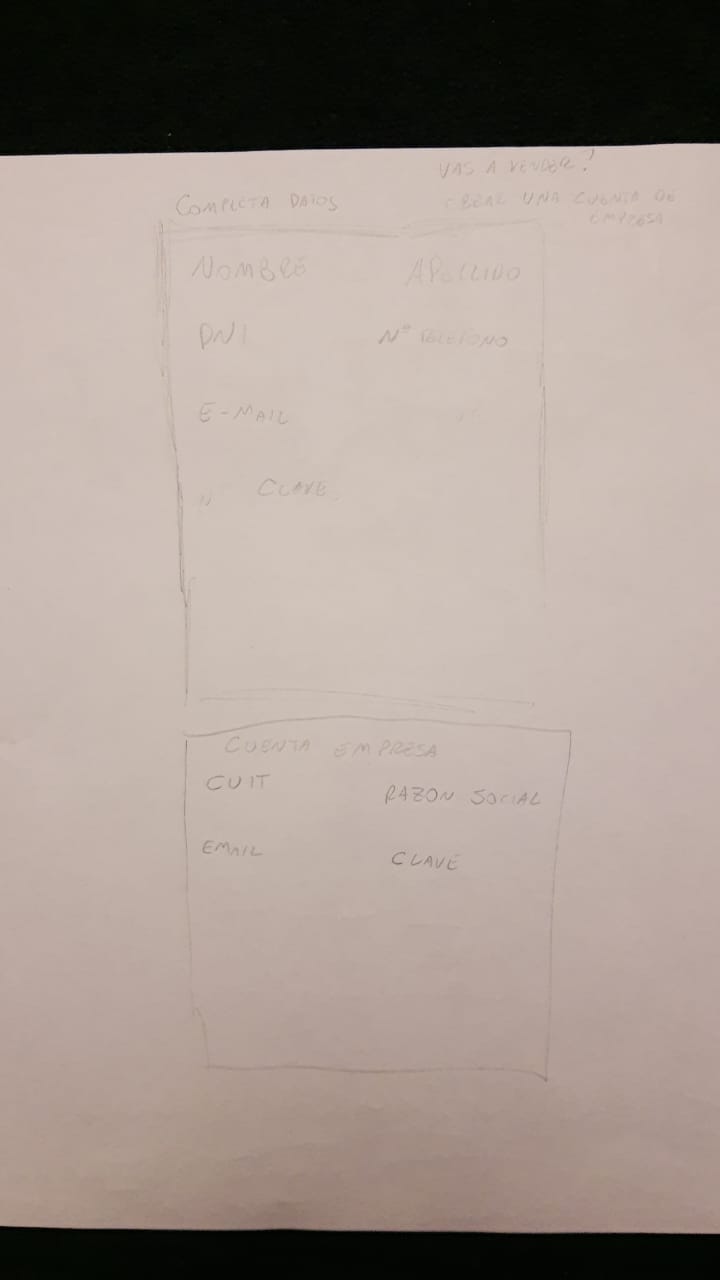 VAS A VENDER?
COMPLETA DATOS
CREAR UNA CUENTA DE
EMPRESA
NOMBRE APELLIDO
DNI Nº TELEFONO
E-MAIL
" CLAVE
CUENTA EMPRESA
CUIT RAZON SOCIAL
EMAIL CLAVE